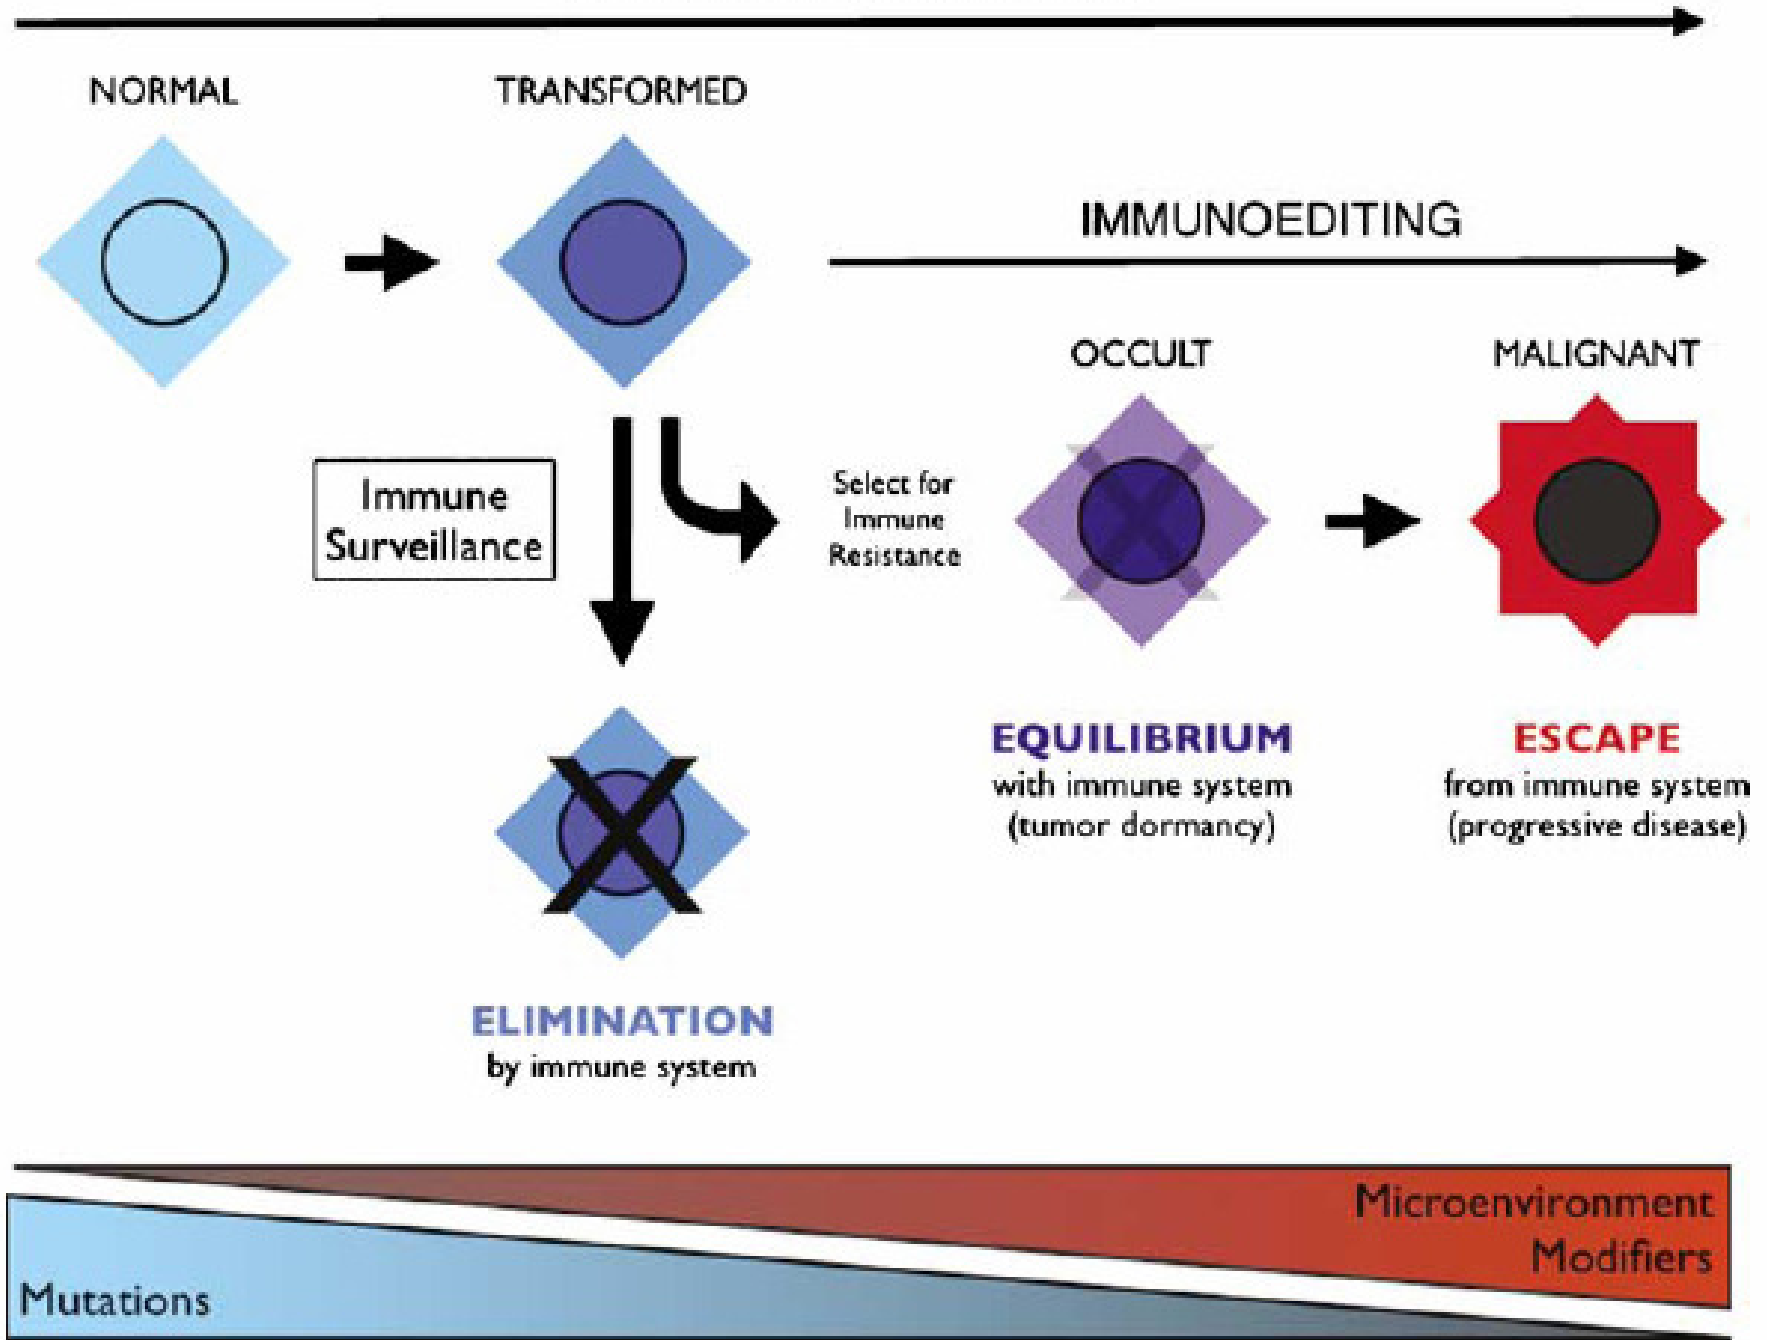 NORMAL
TRANSFORMED
IMMUNOEDITING
OCCULT
MALIGNANT
Immune
Surveillance
Select for
Immune
Resistance
EQUILIBRIUM
with immune system
(tumor dormancy)
ESCAPE
from immune system
(progressive disease)
ELIMINATION
by immune system
Microenvironment
Modifiers
Mutations